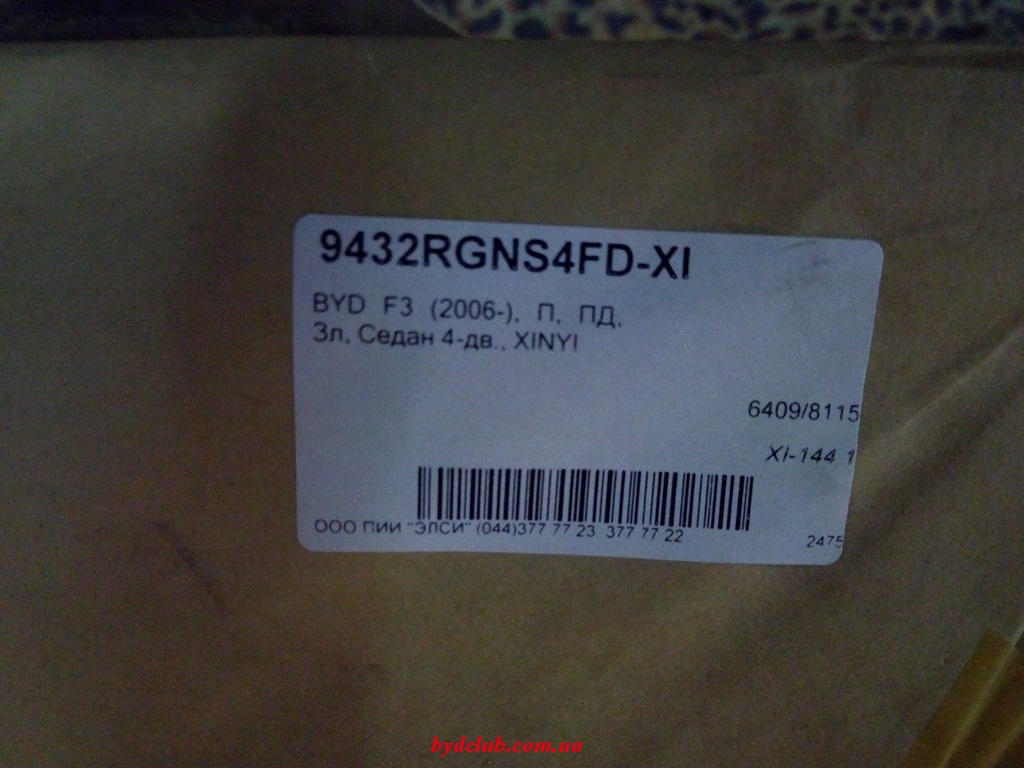 9432RGNS4FD-XI
BYD F3 (2006-), П, ПД,
Зл, Седан 4-дв., XINYI
6409/8115
XI-144 1
ООО ПИИ "ЭЛСИ" (044)377 77 23 377 77 22
2475
bydclub.com.ua